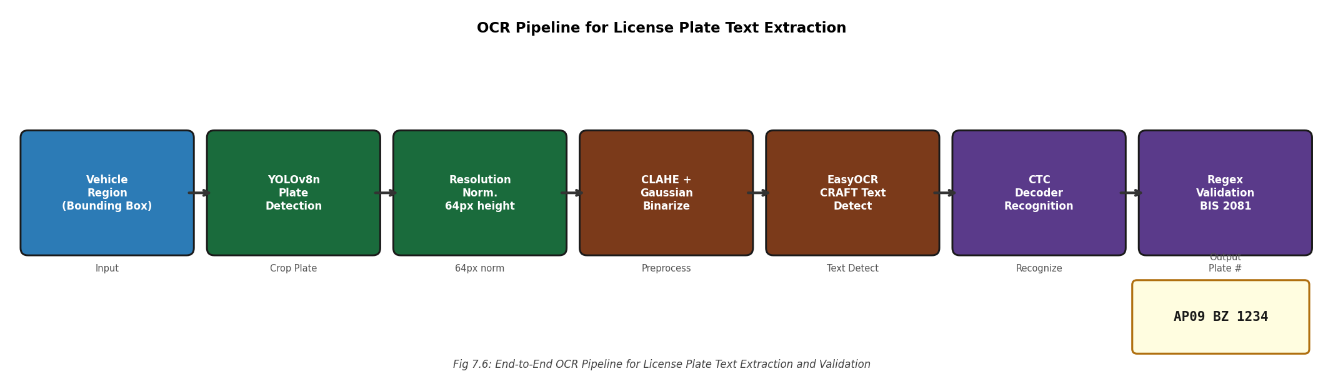 OCR Pipeline for License Plate Text Extraction
Vehicle
Region
(Bounding Box)
Input
YOLOv8n
Plate
Detection
Crop Plate
Resolution
Norm.
64px height
64px norm
CLAHE +
Gaussian
Binarize
Preprocess
EasyOCR
CRAFT Text
Detect
Text Detect
CTC
Decoder
Recognition
Recognize
Regex
Validation
BIS 2081
Output
Plate #
AP09 BZ 1234
Fig 7.6: End-to-End OCR Pipeline for License Plate Text Extraction and Validation